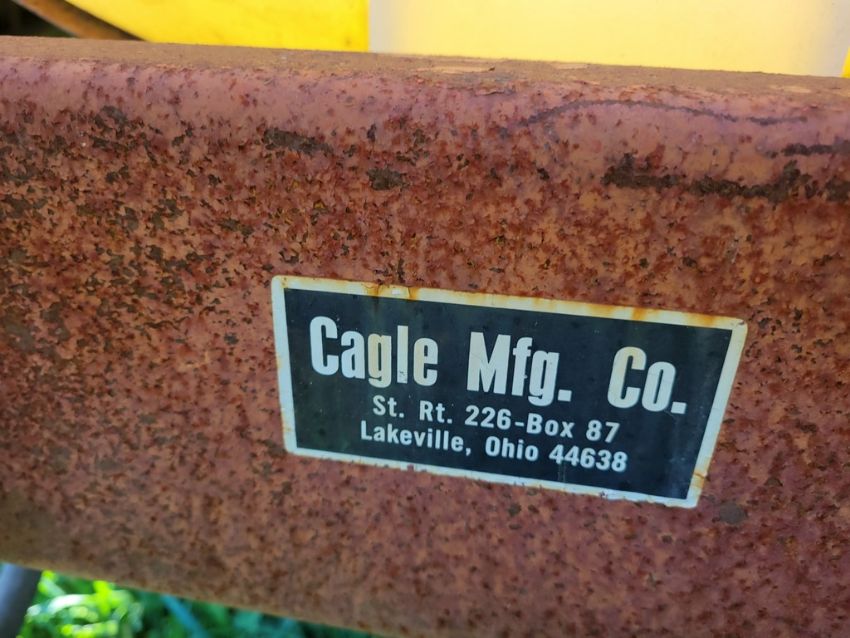 Cagle Mfg. Co.
St. Rt. 226-Box 87
Lakeville, Ohio 44638